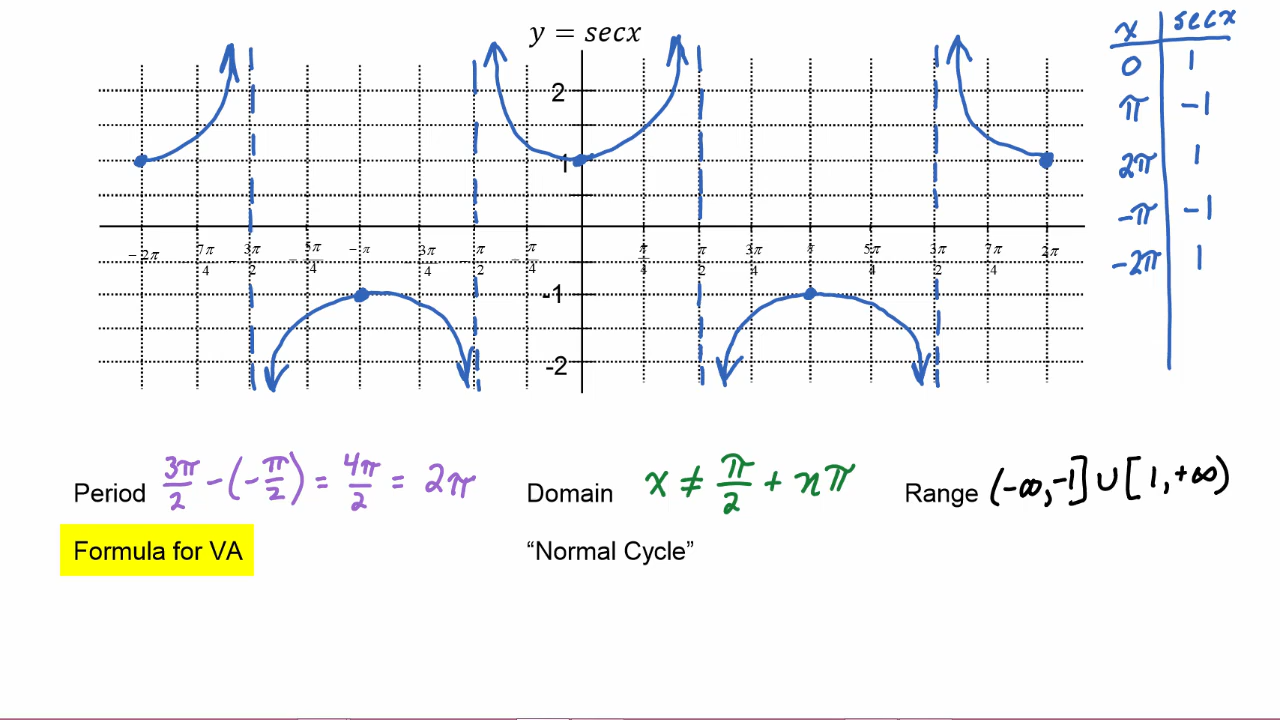 y = secx
x secx
0 1
π -1
2π 1
-π -1
-2π 1
2
1
-2π 7π/4 -3π/2 -5π/4 -π 3π/4 π/2 -π/4 π/4 π/2 3π/4 π 5π/4 3π/2 7π/4 2π
-1
-2
Period 3π/2 - (-π/2) = 4π/2 = 2π Domain x ≠ π/2 + nπ Range (-∞,-1] ∪ [1,+∞)
Formula for VA “Normal Cycle”